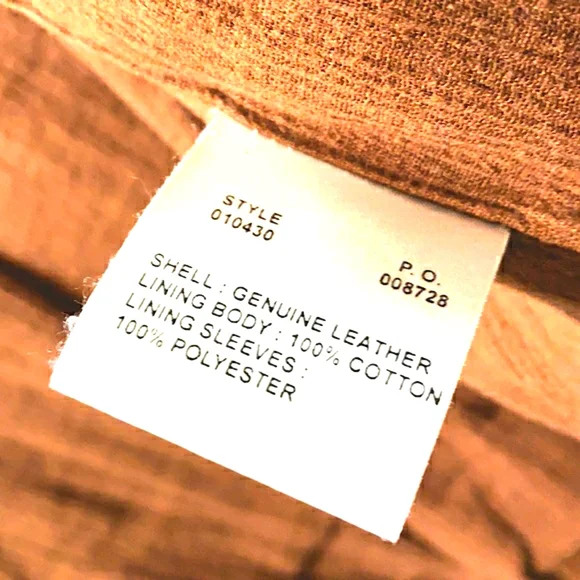 STYLE
010430
P.O.
008728
SHELL : GENUINE LEATHER
LINING BODY : 100% COTTON
LINING SLEEVES :
100% POLYESTER